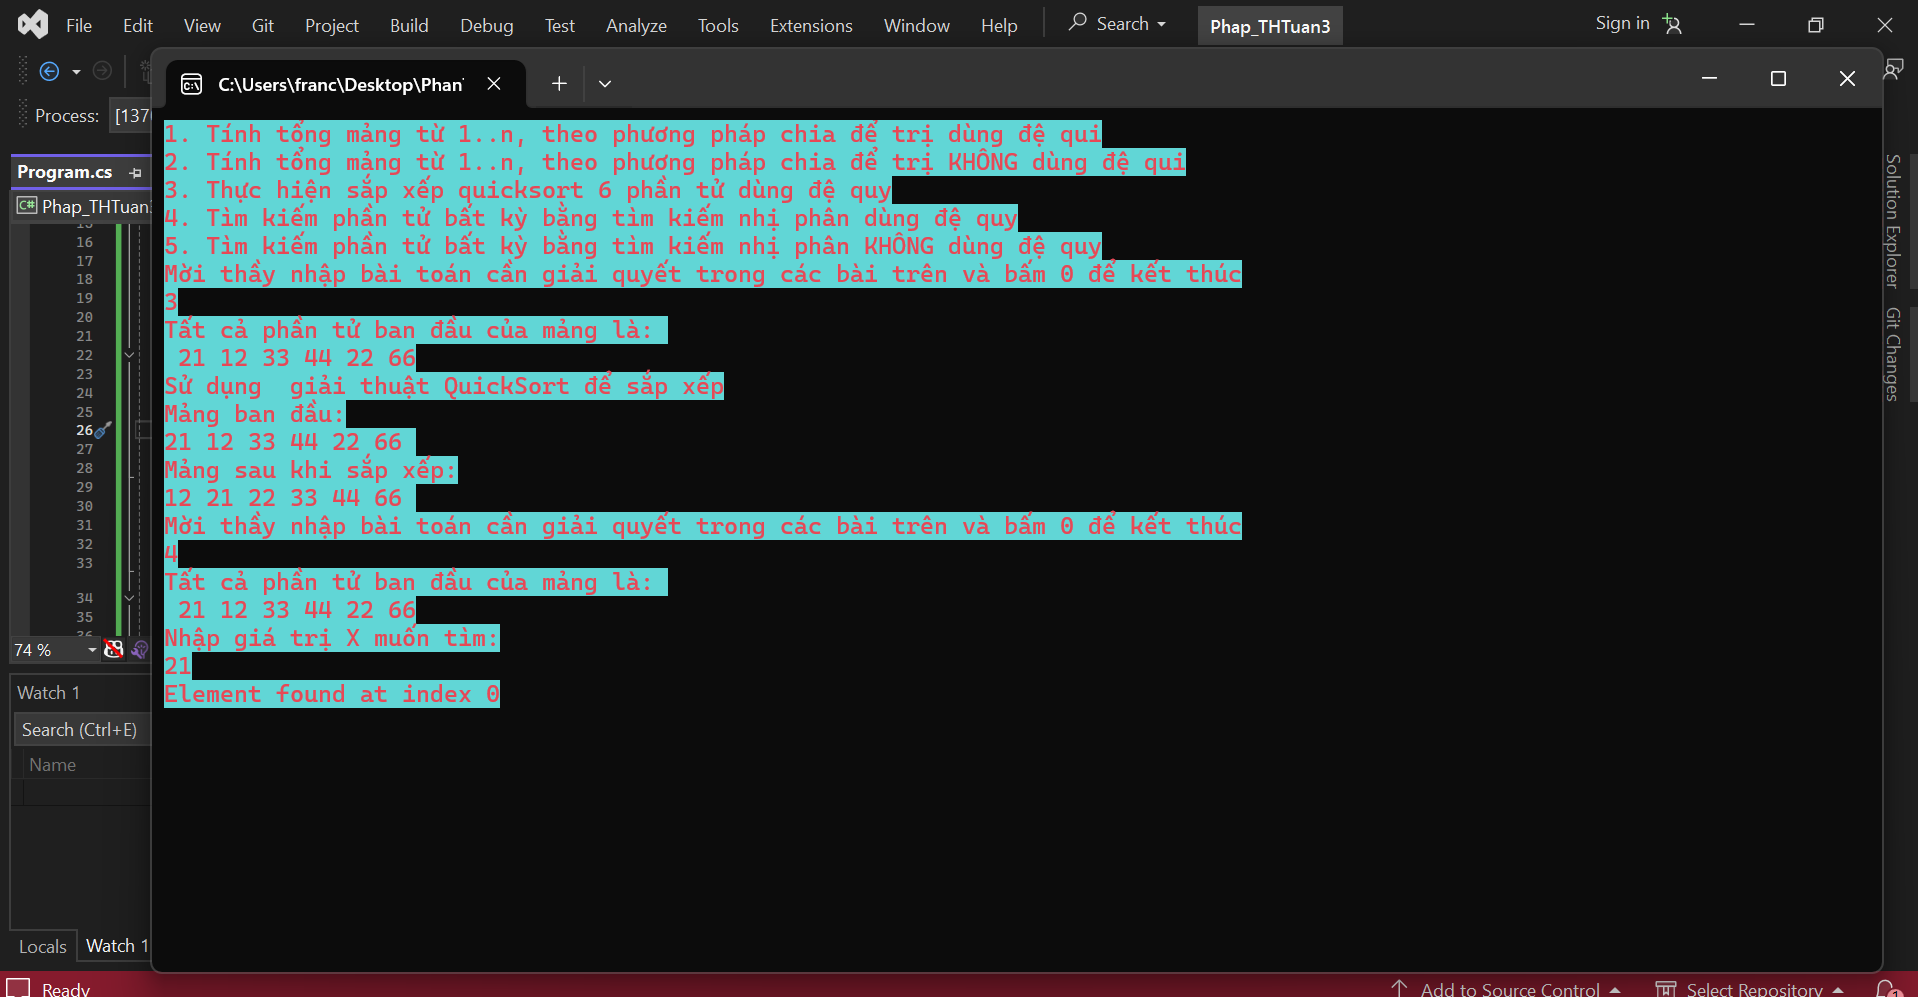 File Edit View Git Project Build Debug Test Analyze Tools Extensions Window Help Search Phap_THTuan3 Sign in
C:\Users\franc\Desktop\Phan
Process: [137
Program.cs
Phap_THTuan3
1. Tính tổng mảng từ 1..n, theo phương pháp chia để trị dùng đệ qui
2. Tính tổng mảng từ 1..n, theo phương pháp chia để trị KHÔNG dùng đệ qui
3. Thực hiện sắp xếp quicksort 6 phần tử dùng đệ quy
4. Tìm kiếm phần tử bất kỳ bằng tìm kiếm nhị phân dùng đệ quy
5. Tìm kiếm phần tử bất kỳ bằng tìm kiếm nhị phân KHÔNG dùng đệ quy
Mời thầy nhập bài toán cần giải quyết trong các bài trên và bấm 0 để kết thúc
3
Tất cả phần tử ban đầu của mảng là:
21 12 33 44 22 66
Sử dụng  giải thuật QuickSort để sắp xếp
Mảng ban đầu:
21 12 33 44 22 66
Mảng sau khi sắp xếp:
12 21 22 33 44 66
Mời thầy nhập bài toán cần giải quyết trong các bài trên và bấm 0 để kết thúc
4
Tất cả phần tử ban đầu của mảng là:
21 12 33 44 22 66
Nhập giá trị X muốn tìm:
21
Element found at index 0
16
17
18
19
20
21
22
23
24
25
26
27
28
29
30
31
32
33
34
35
74 %
Watch 1
Search (Ctrl+E)
Name
Locals Watch 1
Solution Explorer
Git Changes
Ready Add to Source Control Select Repository 1